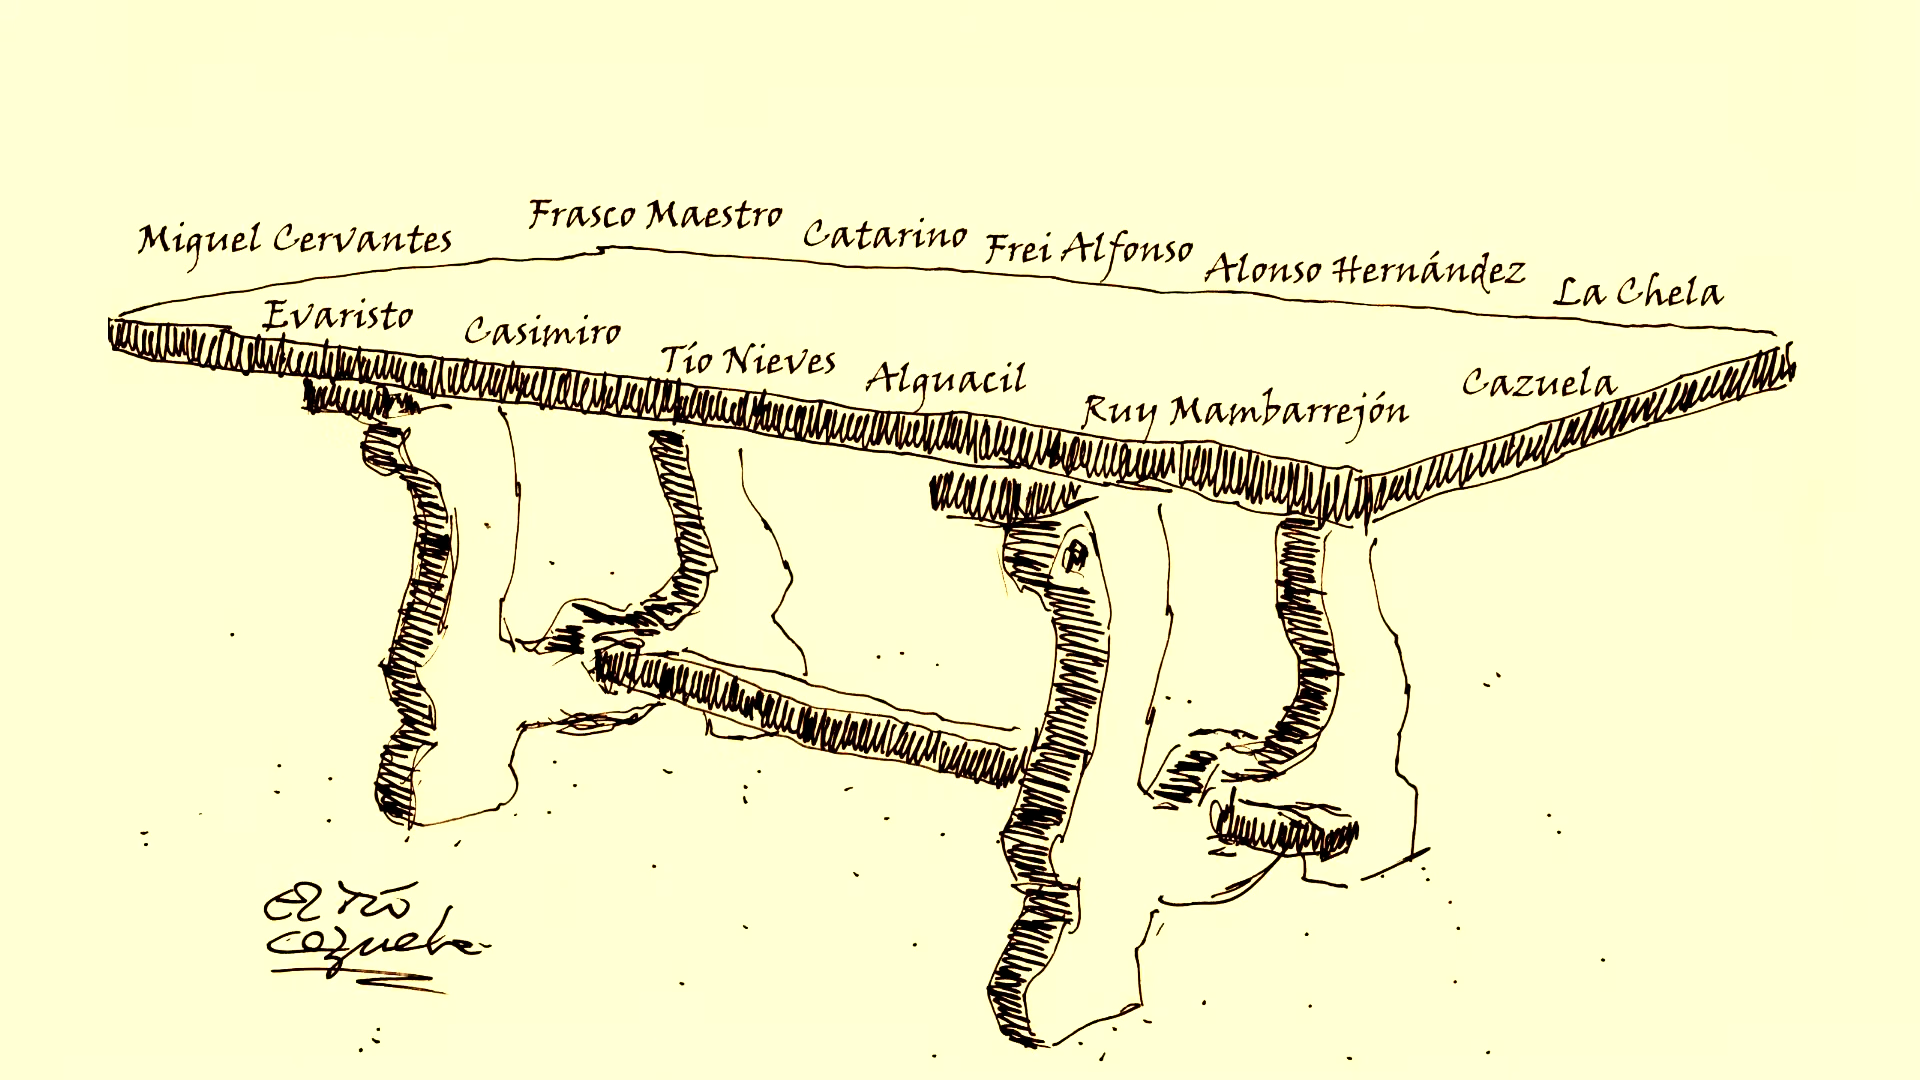 Miguel Cervantes
Frasco Maestro
Catarino
Frei Alfonso
Alonso Hernández
La Chela
Evaristo
Casimiro
Tío Nieves
Alguacil
Ruy Mambarrejón
Cazuela
El Tío
Cazuela